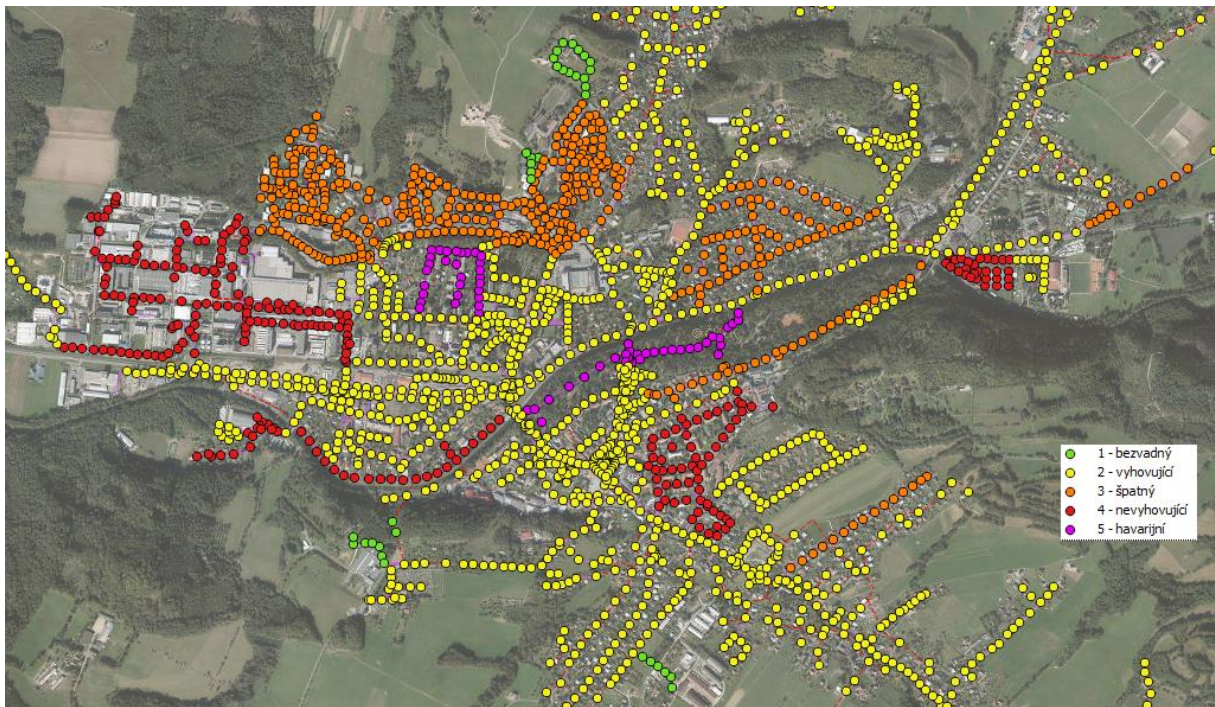 1 - bezvadný
2 - vyhovující
3 - špatný
4 - nevyhovující
5 - havarijní